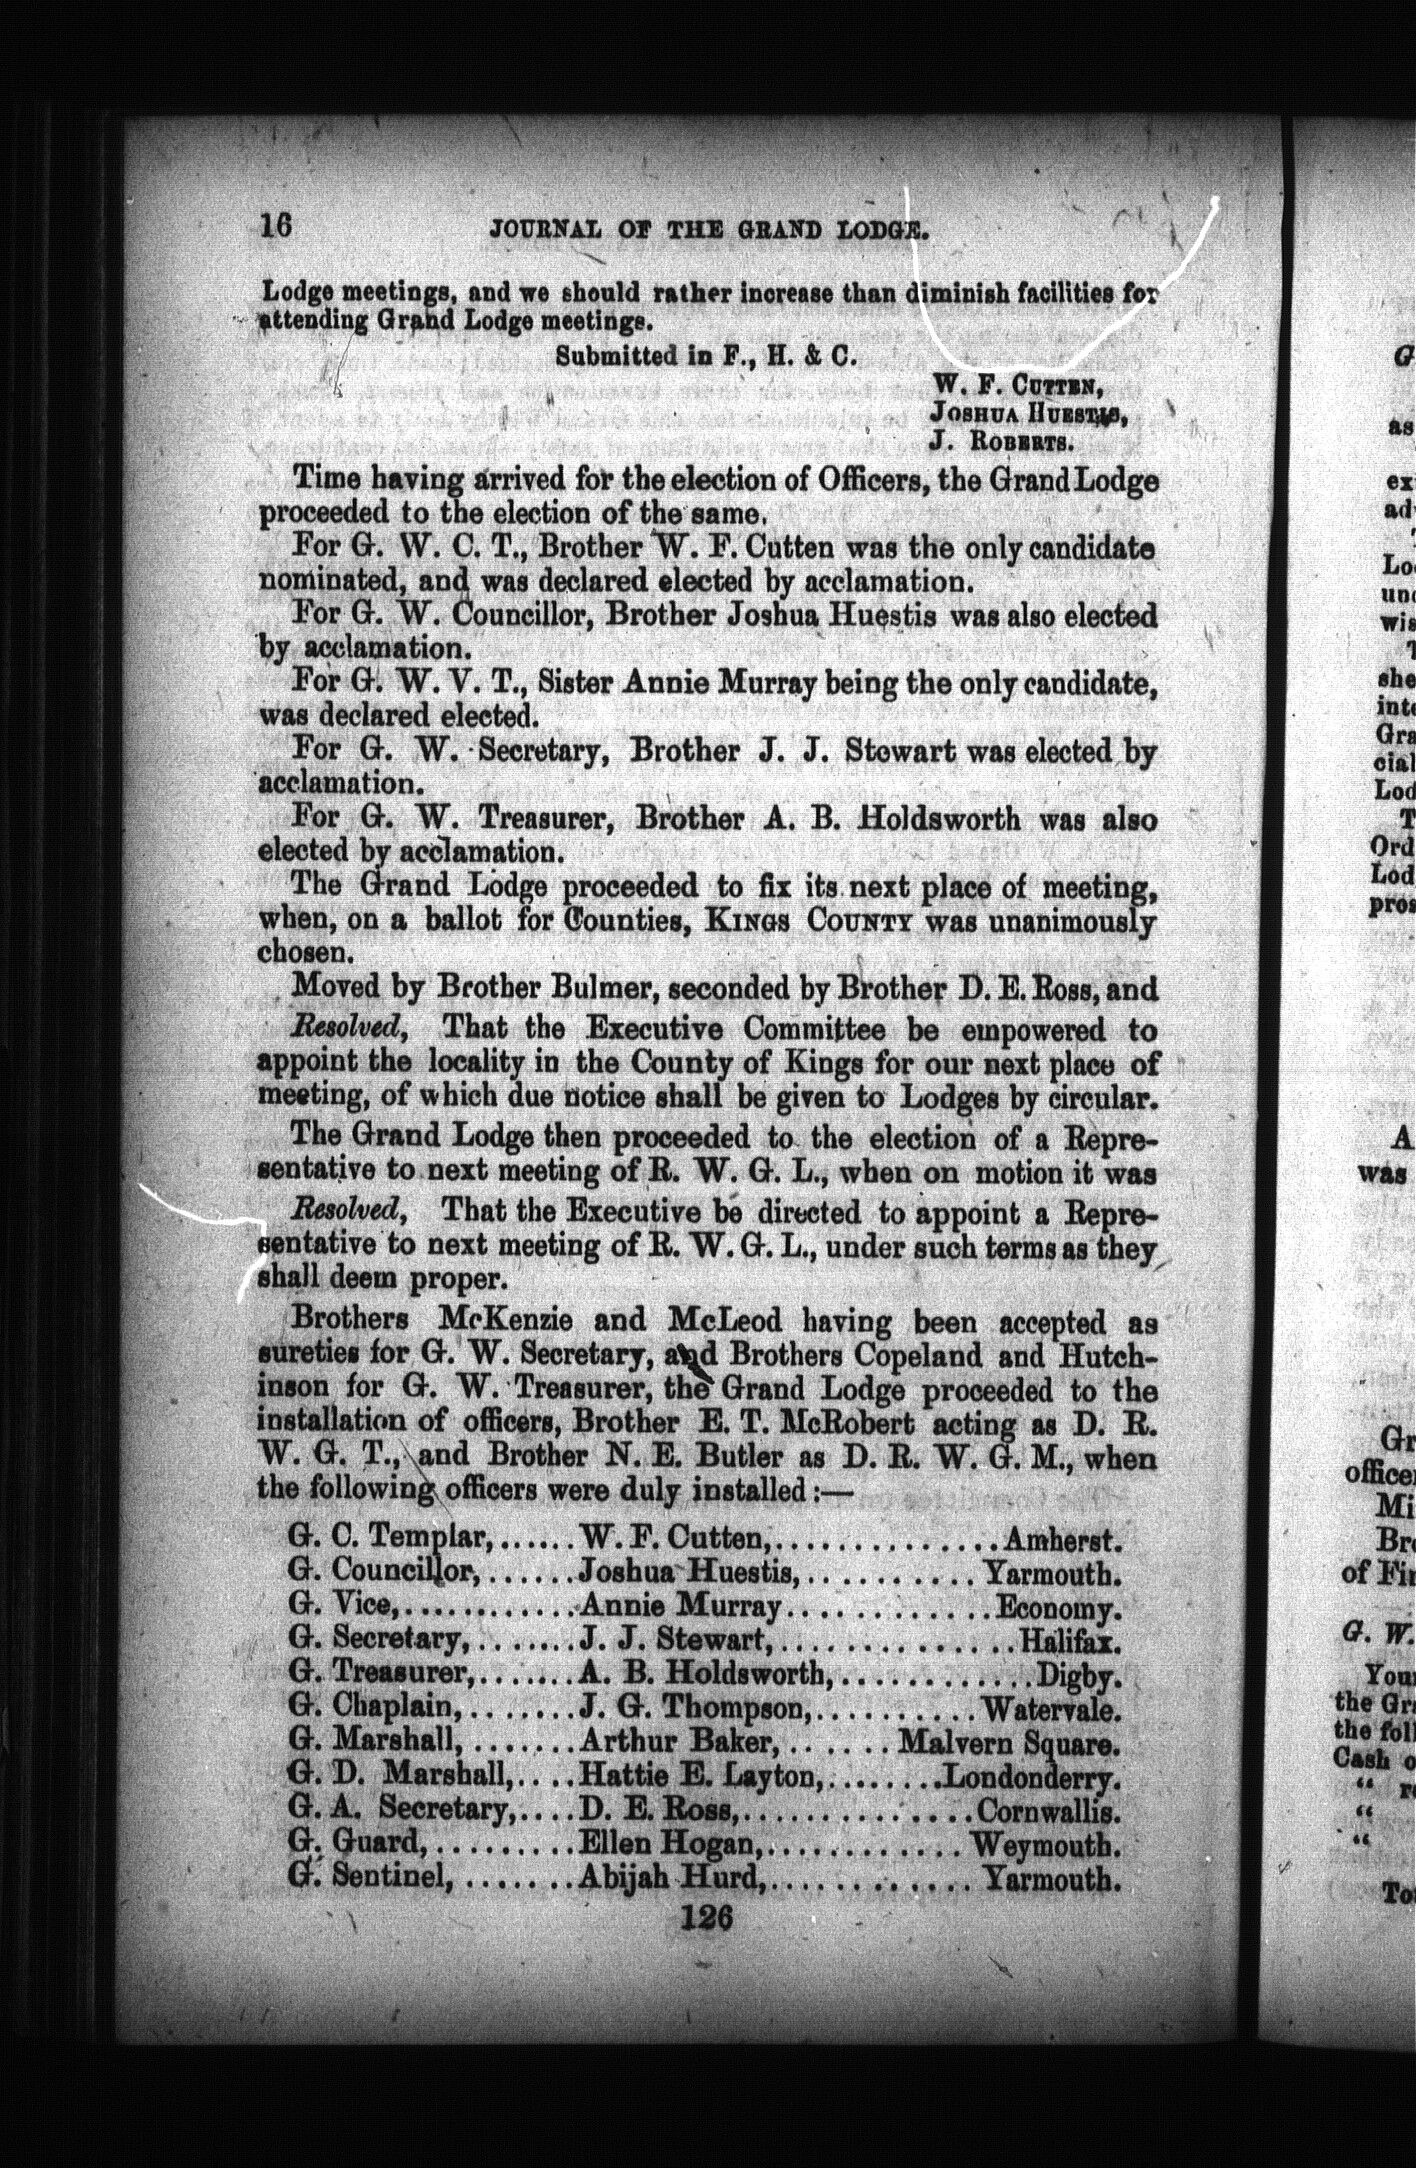 16 JOURNAL OF THE GRAND LODGE.
Lodge meetings, and we should rather increase than diminish facilities for
attending Grand Lodge meetings.
Submitted in F., H. & C.
W. F. CUTTEN,
JOSHUA HUESTIS,
J. ROBERTS.
Time having arrived for the election of Officers, the Grand Lodge
proceeded to the election of the same.
For G. W. C. T., Brother W. F. Cutten was the only candidate
nominated, and was declared elected by acclamation.
For G. W. Councillor, Brother Joshua Huestis was also elected
by acclamation.
For G. W. V. T., Sister Annie Murray being the only candidate,
was declared elected.
For G. W. Secretary, Brother J. J. Stewart was elected by
acclamation.
For G. W. Treasurer, Brother A. B. Holdsworth was also
elected by acclamation.
The Grand Lodge proceeded to fix its next place of meeting,
when, on a ballot for Counties, KINGS COUNTY was unanimously
chosen.
Moved by Brother Bulmer, seconded by Brother D. E. Ross, and
Resolved, That the Executive Committee be empowered to
appoint the locality in the County of Kings for our next place of
meeting, of which due notice shall be given to Lodges by circular.
The Grand Lodge then proceeded to the election of a Repre-
sentative to next meeting of R. W. G. L., when on motion it was
Resolved, That the Executive be directed to appoint a Repre-
sentative to next meeting of R. W. G. L., under such terms as they
shall deem proper.
Brothers McKenzie and McLeod having been accepted as
sureties for G. W. Secretary, and Brothers Copeland and Hutch-
inson for G. W. Treasurer, the Grand Lodge proceeded to the
installation of officers, Brother E. T. McRobert acting as D. R.
W. G. T., and Brother N. E. Butler as D. R. W. G. M., when
the following officers were duly installed :—
G. C. Templar,......W. F. Cutten,..............Amherst.
G. Councillor,......Joshua Huestis,..........Yarmouth.
G. Vice,............Annie Murray............Economy.
G. Secretary,.......J. J. Stewart,..............Halifax.
G. Treasurer,.......A. B. Holdsworth,............Digby.
G. Chaplain,.......J. G. Thompson,..........Watervale.
G. Marshall,.......Arthur Baker,......Malvern Square.
G. D. Marshall,....Hattie E. Layton,........Londonderry.
G. A. Secretary,....D. E. Ross,..............Cornwallis.
G. Guard,.........Ellen Hogan,............Weymouth.
G. Sentinel,.......Abijah Hurd,.............Yarmouth.
126